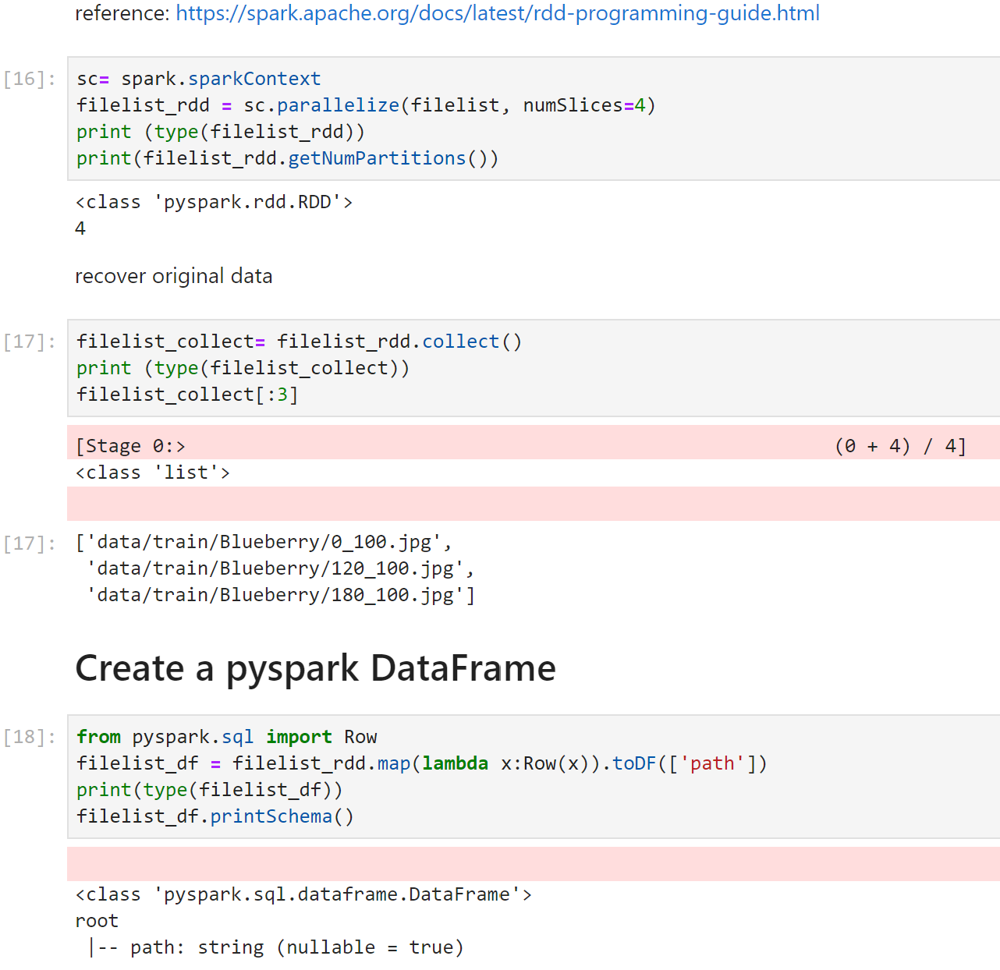 reference: https://spark.apache.org/docs/latest/rdd-programming-guide.html
[16]:
sc= spark.sparkContext
filelist_rdd = sc.parallelize(filelist, numSlices=4)
print (type(filelist_rdd))
print(filelist_rdd.getNumPartitions())
<class 'pyspark.rdd.RDD'>
4
recover original data
[17]:
filelist_collect= filelist_rdd.collect()
print (type(filelist_collect))
filelist_collect[:3]
[Stage 0:>                                                          (0 + 4) / 4]
<class 'list'>
[17]:
['data/train/Blueberry/0_100.jpg',
 'data/train/Blueberry/120_100.jpg',
 'data/train/Blueberry/180_100.jpg']
Create a pyspark DataFrame
[18]:
from pyspark.sql import Row
filelist_df = filelist_rdd.map(lambda x:Row(x)).toDF(['path'])
print(type(filelist_df))
filelist_df.printSchema()
<class 'pyspark.sql.dataframe.DataFrame'>
root
 |-- path: string (nullable = true)